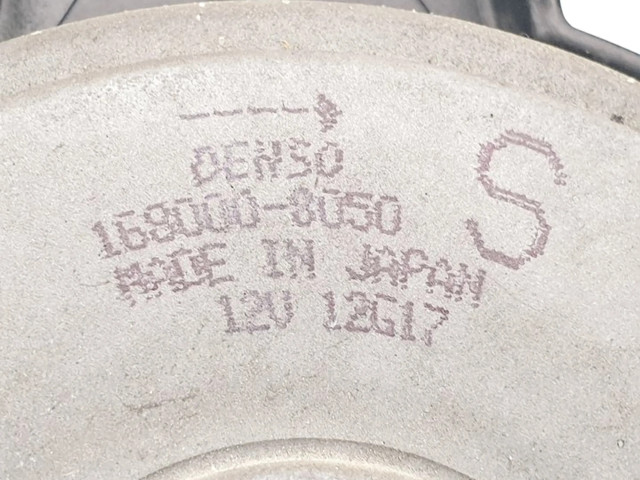 DENSO
168000-8050
MADE IN JAPAN
12V 12G17
S